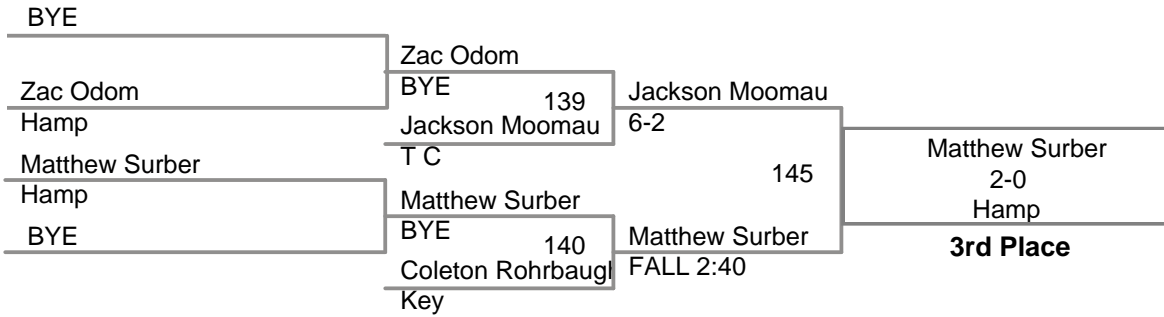 BYE
Zac Odom
Hamp
Matthew Surber
Hamp
BYE
Zac Odom
BYE
139
Jackson Moomau
T C
Matthew Surber
BYE
140
Coleton Rohrbaugh
Key
Jackson Moomau
6-2
145
Matthew Surber
FALL 2:40
Matthew Surber
2-0
Hamp
3rd Place